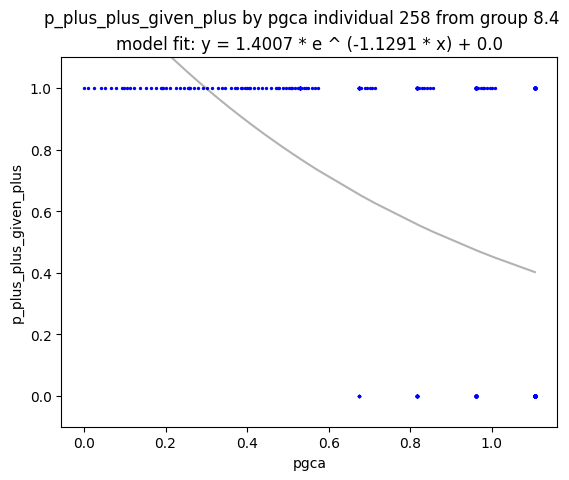 p_plus_plus_given_plus by pgca individual 258 from group 8.4
model fit: y = 1.4007 * e ^ (-1.1291 * x) + 0.0
1.0
0.8
0.6
0.4
0.2
0.0
p_plus_plus_given_plus
0.0 0.2 0.4 0.6 0.8 1.0
pgca